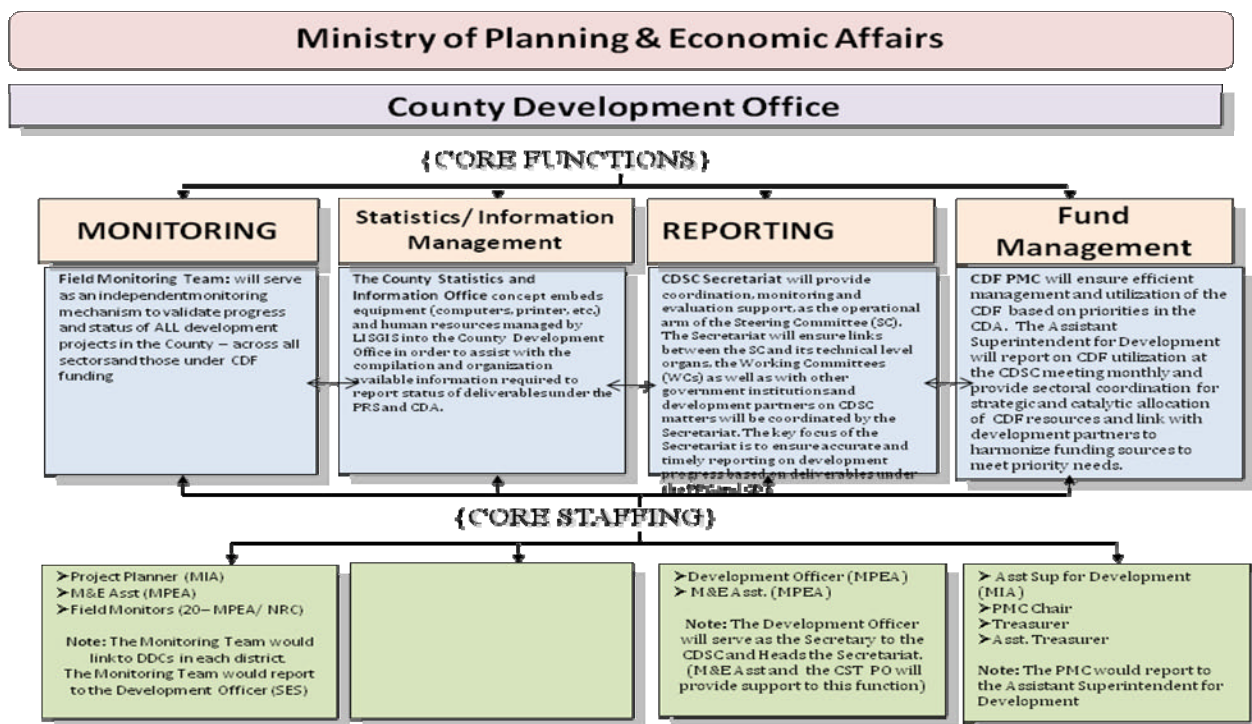 Ministry of Planning & Economic Affairs
County Development Office
{CORE FUNCTIONS}
MONITORING
Field Monitoring Team: will serve
as an independentmonitoring
mechanism to validate progress
and status of ALL development
projects in the County – across all
sectorsand those under CDF
funding
Statistics/ Information
Management
The County Statistics and
Information Office concept embeds
equipment (computers, printer, etc.)
and human resources managed by
LISGIS into the County Development
Office in order to assist with the
compilation and organization
available information required to
report status of deliverables under the
PRS and CDA.
REPORTING
CDSC Secretariat will provide
coordination, monitoring and
evaluation support, as the operational
arm of the Steering Committee (SC).
The Secretariat will ensure links
between the SC and its technical level
organs, the Working Committees
(WCs) as well as with other
government institutions and
development partners on CDSC
matters will be coordinated by the
Secretariat. The key focus of the
Secretariat is to ensure accurate and
timely reporting on development
progress based on deliverables under
Fund
Management
CDF PMC will ensure efficient
management and utilization of the
CDF based on priorities in the
CDA. The Assistant
Superintendent for Development
will report on CDF utilization at
the CDSC meeting monthly and
provide sectoral coordination for
strategic and catalytic allocation
of CDF resources and link with
development partners to
harmonize funding sources to
meet priority needs.
{CORE STAFFING}
➢Project Planner (MIA)
➢M&E Asst (MPEA)
➢Field Monitors (20– MPEA/ NRC)
Note: The Monitoring Team would
link to DDCs in each district.
The Monitoring Team would report
to the Development Officer (SES)
➢Development Officer (MPEA)
➢M&E Asst. (MPEA)
Note: The Development Officer
will serve as the Secretary to the
CDSC and Heads the Secretariat.
(M&E Asst and the CST PO will
provide support to this function)
➢ Asst Sup for Development
(MIA)
➢PMC Chair
➢Treasurer
➢Asst. Treasurer
Note: The PMC would report to
the Assistant Superintendent for
Development